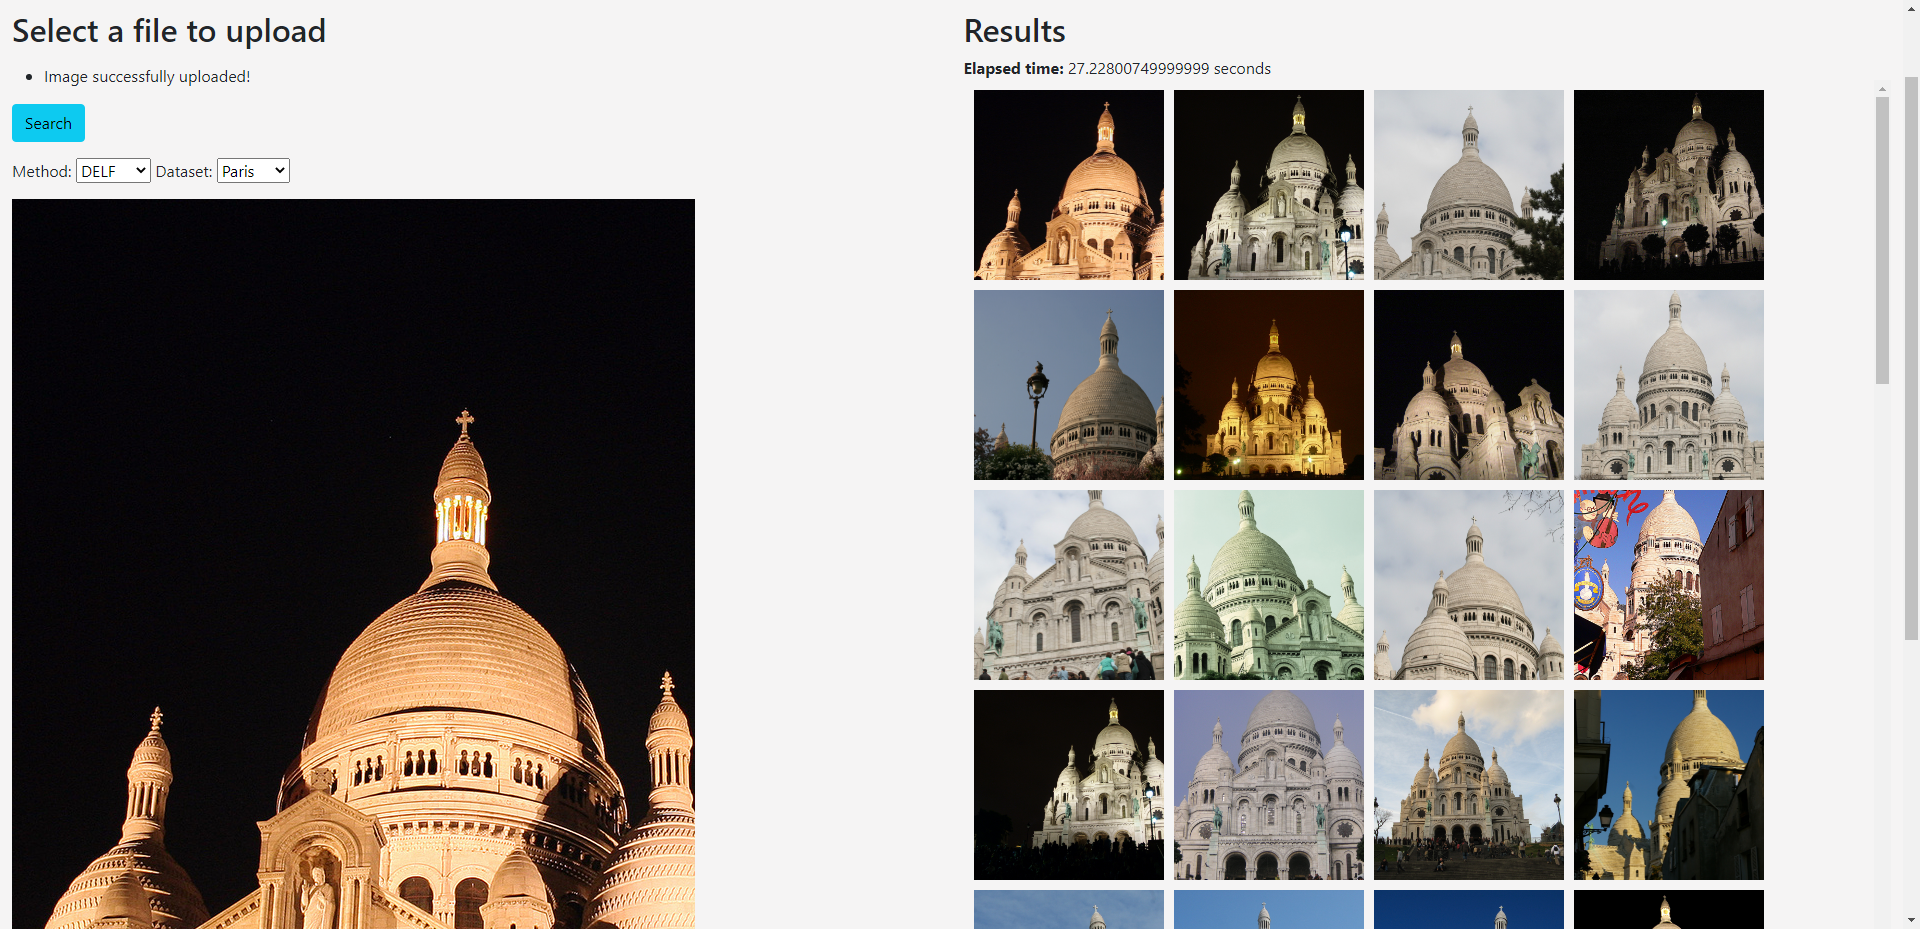 Select a file to upload
Image successfully uploaded!
Search
Method: DELF Dataset: Paris
Results
Elapsed time: 27.22800749999999 seconds